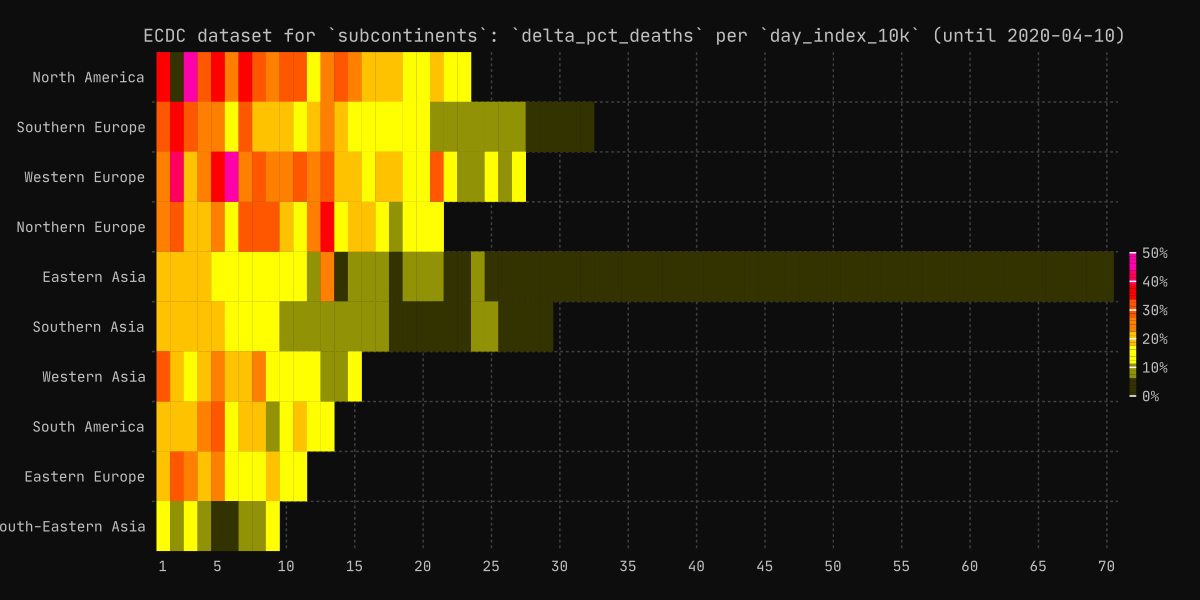 ECDC dataset for `subcontinents`: `delta_pct_deaths` per `day_index_10k` (until 2020-04-10)
North America
Southern Europe
Western Europe
Northern Europe
Eastern Asia
Southern Asia
Western Asia
South America
Eastern Europe
outh-Eastern Asia
50%
40%
30%
20%
10%
0%
1 5 10 15 20 25 30 35 40 45 50 55 60 65 70